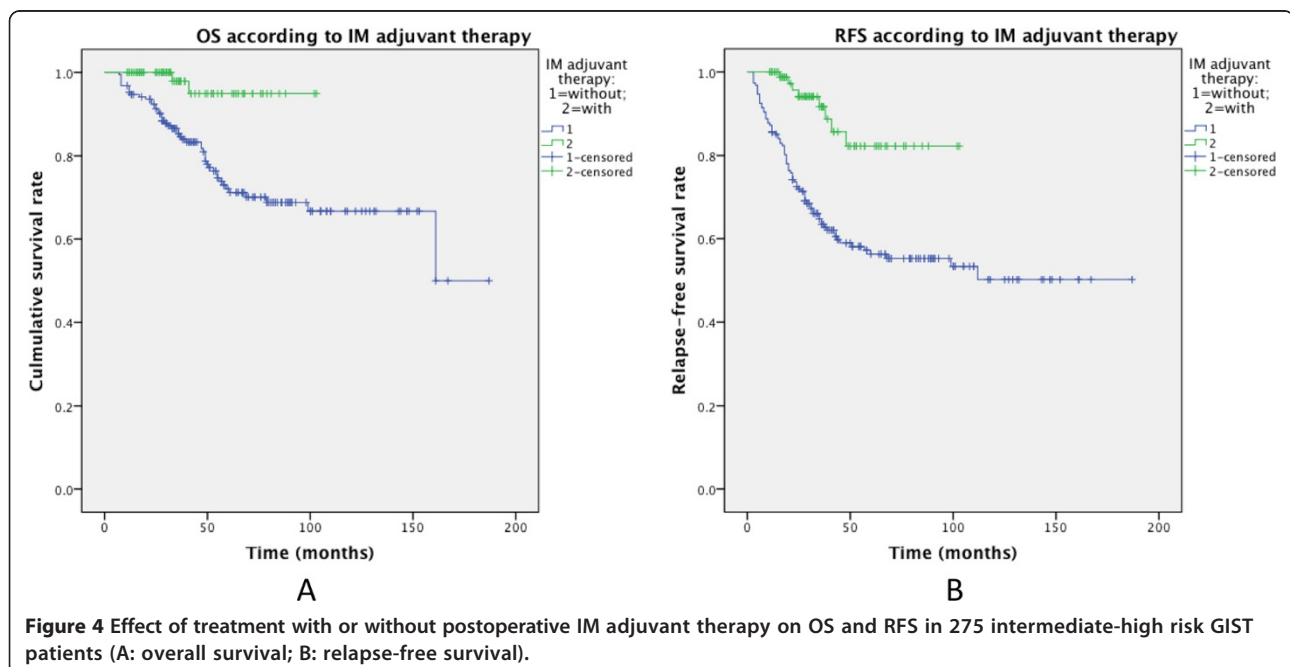 OS according to IM adjuvant therapy
1.0
0.8
0.6
0.4
0.2
0.0
Culmulative survival rate
0 50 100 150 200
Time (months)
IM adjuvant
therapy:
1=without;
2=with
1
2
1-censored
2-censored
A
RFS according to IM adjuvant therapy
1.0
0.8
0.6
0.4
0.2
0.0
Relapse-free survival rate
0 50 100 150 200
Time (months)
IM adjuvant
therapy:
1=without;
2=with
1
2
1-censored
2-censored
B
Figure 4 Effect of treatment with or without postoperative IM adjuvant therapy on OS and RFS in 275 intermediate-high risk GIST
patients (A: overall survival; B: relapse-free survival).